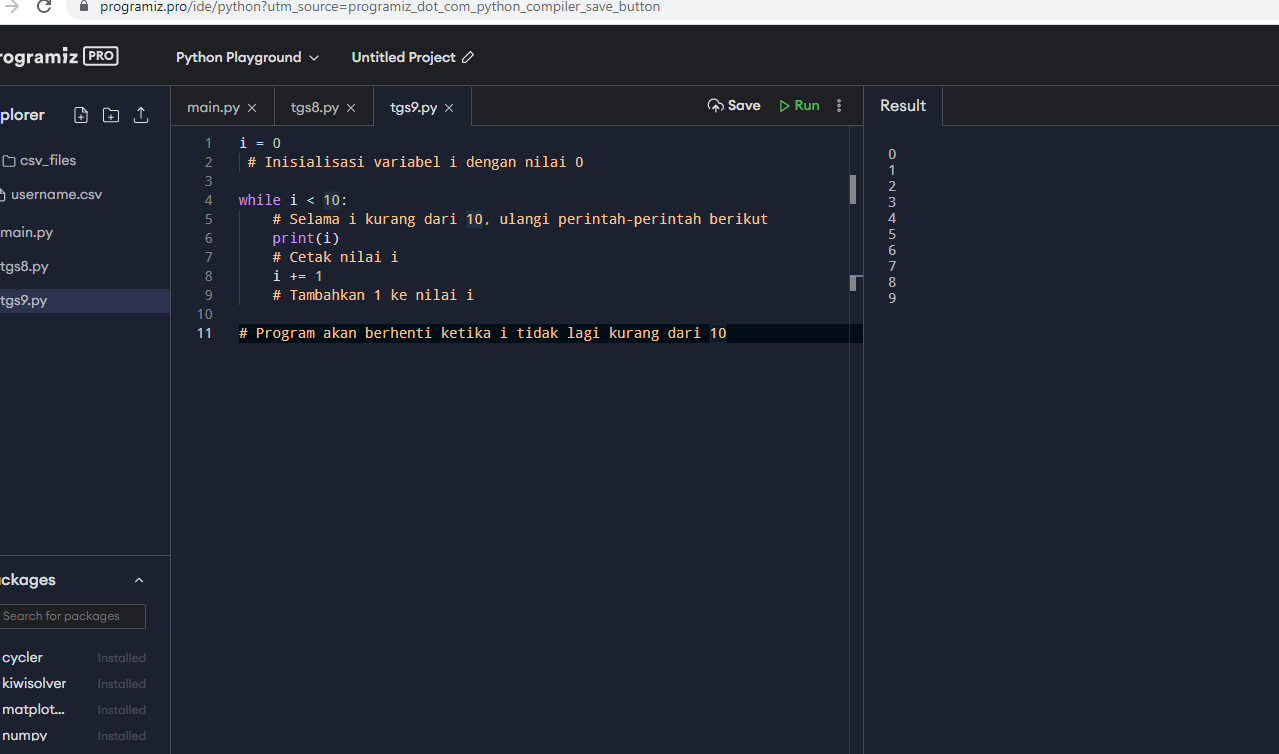 programiz.pro/ide/python?utm_source=programiz_dot_com_python_compiler_save_button
rogramiz PRO
Python Playground
Untitled Project
plorer
csv_files
username.csv
main.py
tgs8.py
tgs9.py
main.py
tgs8.py
tgs9.py
Save
Run
1 i = 0
2 # Inisialisasi variabel i dengan nilai 0
3
4 while i < 10:
5 # Selama i kurang dari 10, ulangi perintah-perintah berikut
6 print(i)
7 # Cetak nilai i
8 i += 1
9 # Tambahkan 1 ke nilai i
10
11 # Program akan berhenti ketika i tidak lagi kurang dari 10
Result
0
1
2
3
4
5
6
7
8
9
ckages
Search for packages
cycler Installed
kiwisolver Installed
matplot... Installed
numpy Installed